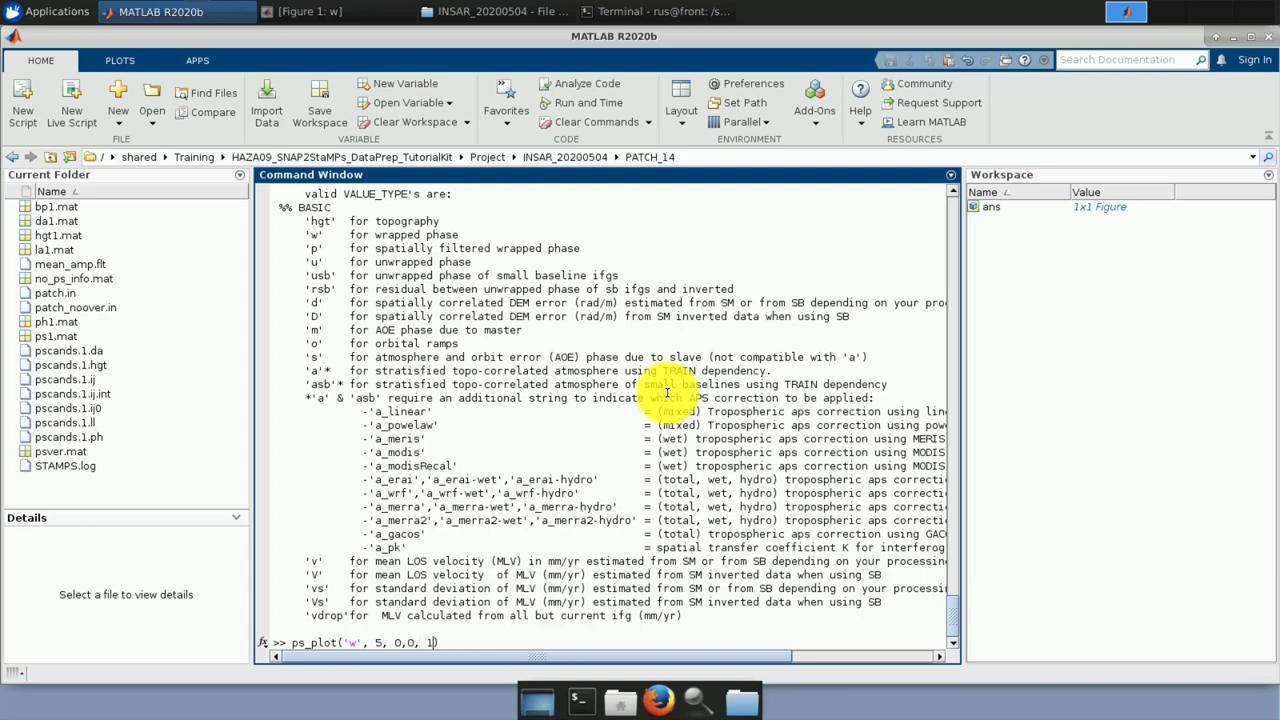 Applications
MATLAB R2020b
[Figure 1: w]
INSAR_20200504 - File ...
Terminal - rus@front: /s...
MATLAB R2020b
HOME
PLOTS
APPS
Search Documentation
Sign In
New Script
New Live Script
New
Open
Find Files
Compare
Import Data
Save Workspace
New Variable
Open Variable
Clear Workspace
Favorites
Analyze Code
Run and Time
Clear Commands
Layout
Preferences
Set Path
Parallel
Add-Ons
Help
Community
Request Support
Learn MATLAB
FILE
VARIABLE
CODE
ENVIRONMENT
RESOURCES
/ shared Training HAZA09_SNAP2StaMPs_DataPrep_TutorialKit Project INSAR_20200504 PATCH_14
Current Folder
Name
bp1.mat
da1.mat
hgt1.mat
la1.mat
mean_amp.flt
no_ps_info.mat
patch.in
patch_noover.in
ph1.mat
ps1.mat
pscands.1.da
pscands.1.hgt
pscands.1.ij
pscands.1.ij.int
pscands.1.ij0
pscands.1.ll
pscands.1.ph
psver.mat
STAMPS.log
Details
Select a file to view details
Command Window
valid VALUE_TYPE's are:
%% BASIC
'hgt' for topography
'w' for wrapped phase
'p' for spatially filtered wrapped phase
'u' for unwrapped phase
'usb' for unwrapped phase of small baseline ifgs
'rsb' for residual between unwrapped phase of sb ifgs and inverted
'd' for spatially correlated DEM error (rad/m) estimated from SM or from SB depending on your proc
'D' for spatially correlated DEM error (rad/m) from SM inverted data when using SB
'm' for AOE phase due to master
'o' for orbital ramps
's' for atmosphere and orbit error (AOE) phase due to slave (not compatible with 'a')
'a'* for stratisfied topo-correlated atmosphere using TRAIN dependency.
'asb'* for stratisfied topo-correlated atmosphere of small baselines using TRAIN dependency
*'a' & 'asb' require an additional string to indicate which APS correction to be applied:
-'a_linear' = (mixed) Tropospheric aps correction using line
-'a_powelaw' = (mixed) Tropospheric aps correction using powe
-'a_meris' = (wet) tropospheric aps correction using MERIS
-'a_modis' = (wet) tropospheric aps correction using MODIS
-'a_modisRecal' = (wet) tropospheric aps correction using MODIS
-'a_erai','a_erai-wet','a_erai-hydro' = (total, wet, hydro) tropospheric aps correctio
-'a_wrf','a_wrf-wet','a_wrf-hydro' = (total, wet, hydro) tropospheric aps correctio
-'a_merra','a_merra-wet','a_merra-hydro' = (total, wet, hydro) tropospheric aps correctio
-'a_merra2','a_merra2-wet','a_merra2-hydro' = (total, wet, hydro) tropospheric aps correctio
-'a_gacos' = (total) tropospheric aps correction using GACO
-'a_pk' = spatial transfer coefficient K for interferog
'v' for mean LOS velocity (MLV) in mm/yr estimated from SM or from SB depending on your processing
'V' for mean LOS velocity of MLV (mm/yr) estimated from SM inverted data when using SB
'vs' for standard deviation of MLV (mm/yr) estimated from SM or from SB depending on your processing
'Vs' for standard deviation of MLV (mm/yr) estimated from SM inverted data when using SB
'vdrop'for MLV calculated from all but current ifg (mm/yr)
fx >> ps_plot('w', 5, 0,0, 1)
Workspace
Name Value
ans 1x1 Figure